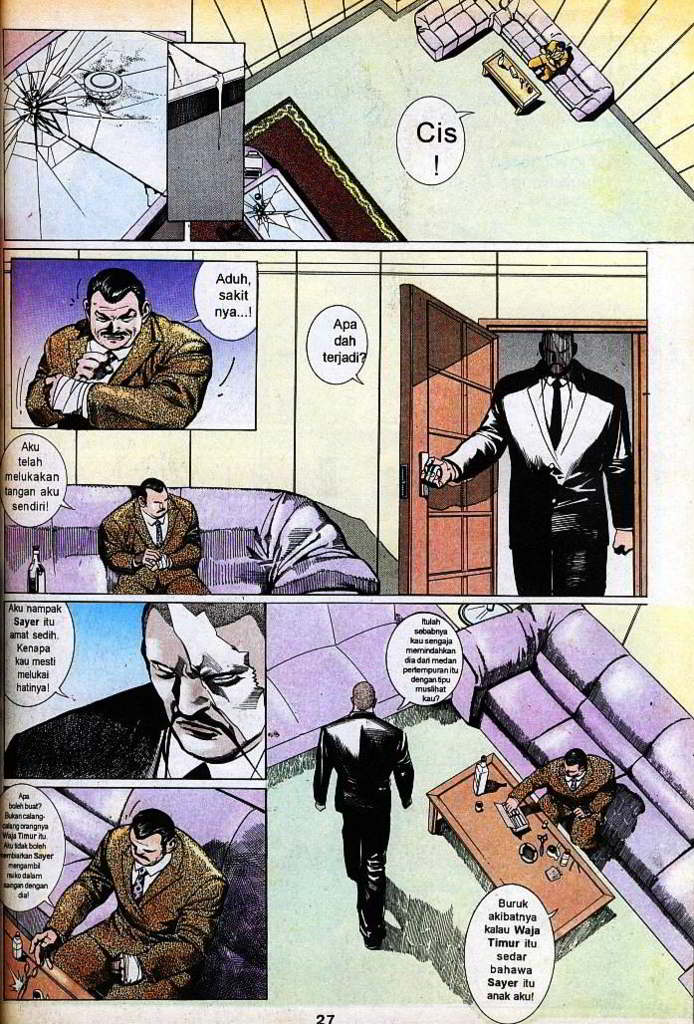 Cis
!
Aduh,
sakit
nya...!
Apa
dah
terjadi?
Aku
telah
melukakan
tangan aku
sendiri!
Aku nampak
Sayer itu
amat sedih.
Kenapa
kau mesti
melukai
hatinya!
Itulah
sebabnya
kau sengaja
memindahkan
dia dari medan
pertempuran itu
dengan tipu
muslihat
kau?
Apa
boleh buat?
Bukan calang-
calang orangnya
Waja Timur itu.
Aku tidak boleh
membiarkan Sayer
mengambil
risiko dalam
sangan dengan
dia!
Buruk
akibatnya
kalau Waja
Timur itu
sedar
bahawa
Sayer itu
anak aku!
27